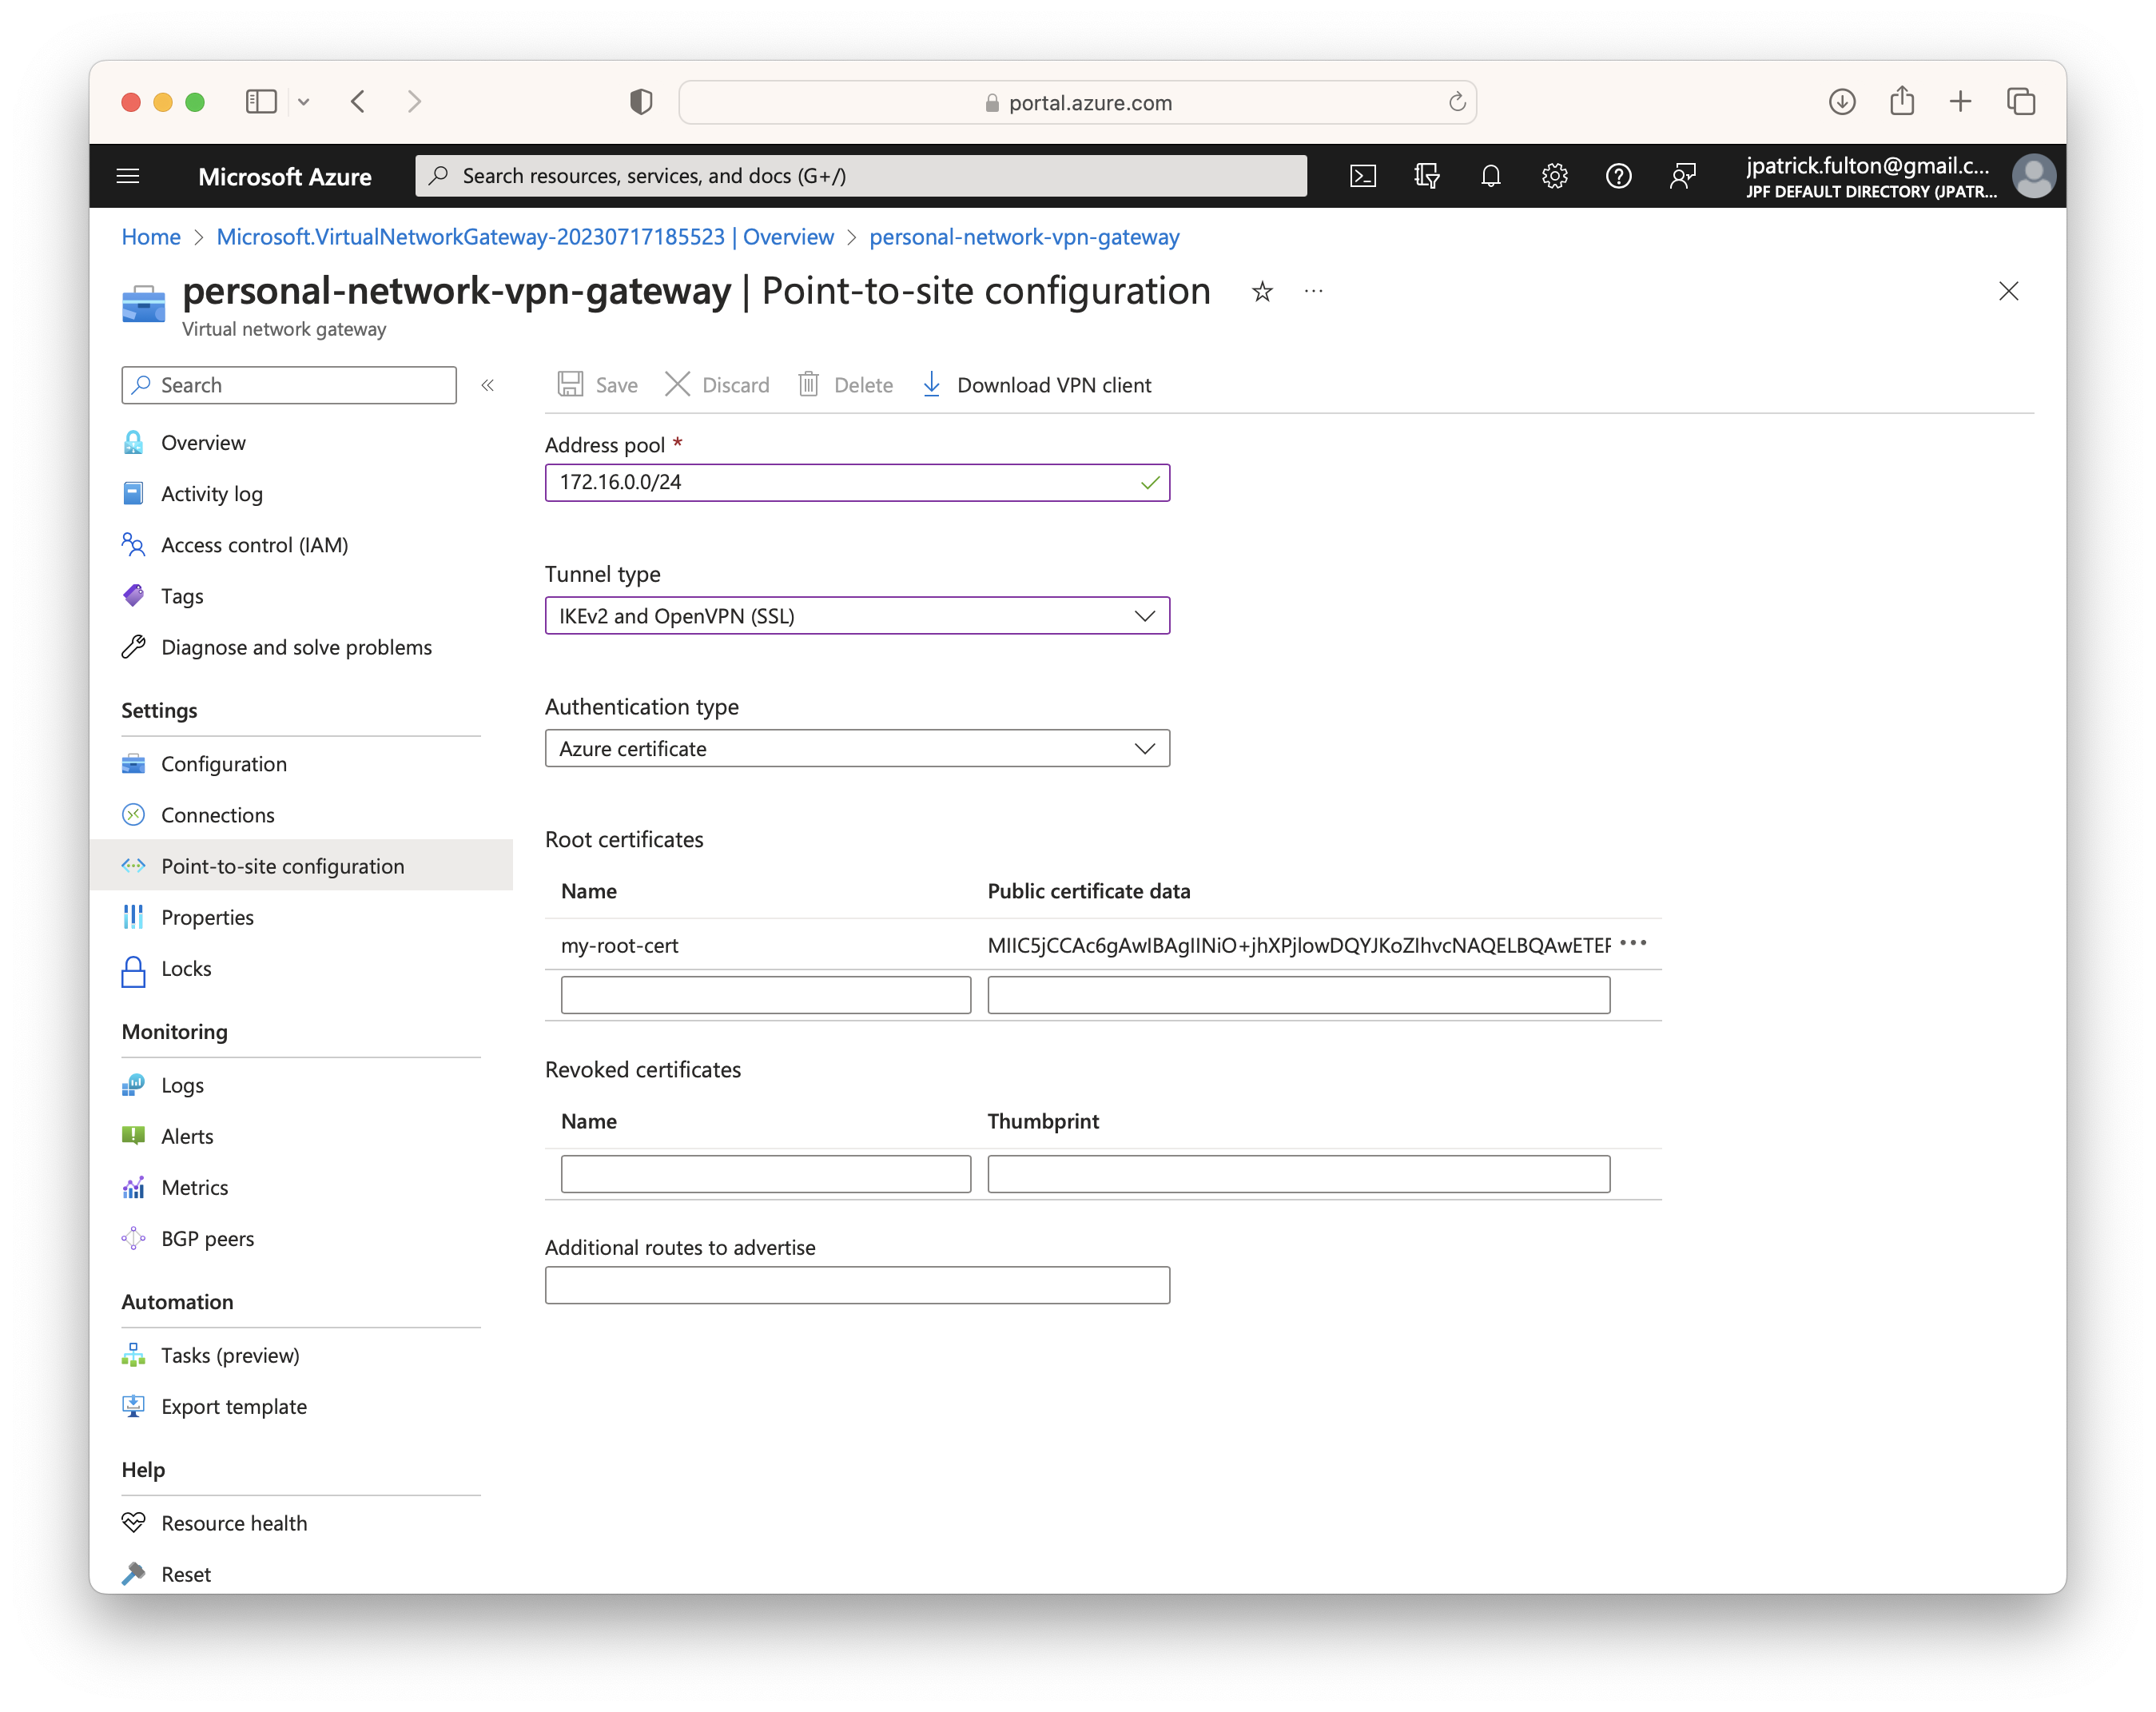 portal.azure.com
Microsoft Azure
Search resources, services, and docs (G+/)
jpatrick.fulton@gmail.c...
JPF DEFAULT DIRECTORY (JPATR...
Home > Microsoft.VirtualNetworkGateway-20230717185523 | Overview > personal-network-vpn-gateway
personal-network-vpn-gateway | Point-to-site configuration
Virtual network gateway
Search
Save
Discard
Delete
Download VPN client
Overview
Activity log
Access control (IAM)
Tags
Diagnose and solve problems
Settings
Configuration
Connections
Point-to-site configuration
Properties
Locks
Monitoring
Logs
Alerts
Metrics
BGP peers
Automation
Tasks (preview)
Export template
Help
Resource health
Reset
Address pool *
172.16.0.0/24
Tunnel type
IKEv2 and OpenVPN (SSL)
Authentication type
Azure certificate
Root certificates
Name Public certificate data
my-root-cert MIIC5jCCAc6gAwIBAgIINiO+jhXPjlowDQYJKoZIhvcNAQELBQAwETEP
Revoked certificates
Name Thumbprint
Additional routes to advertise